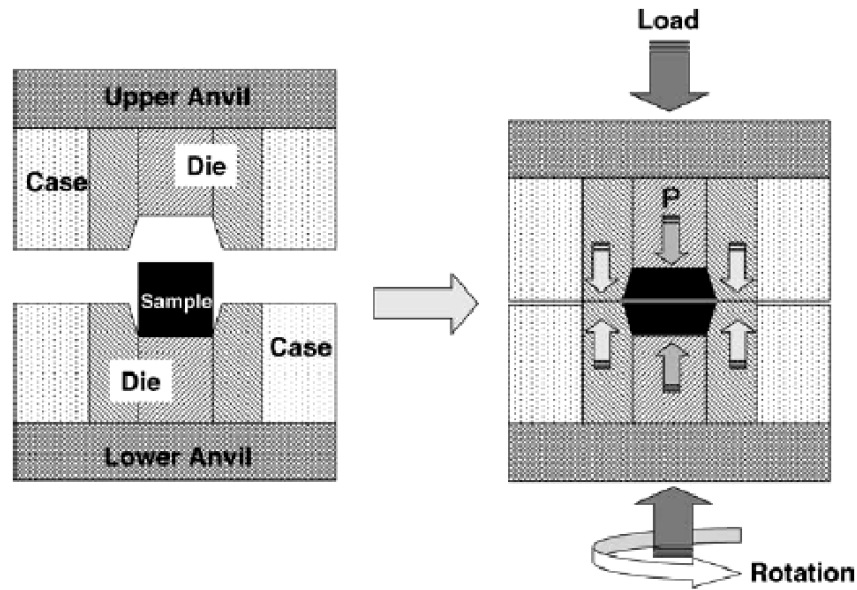 Upper Anvil
Die
Case
Sample
Case
Die
Lower Anvil
Load
P
Rotation